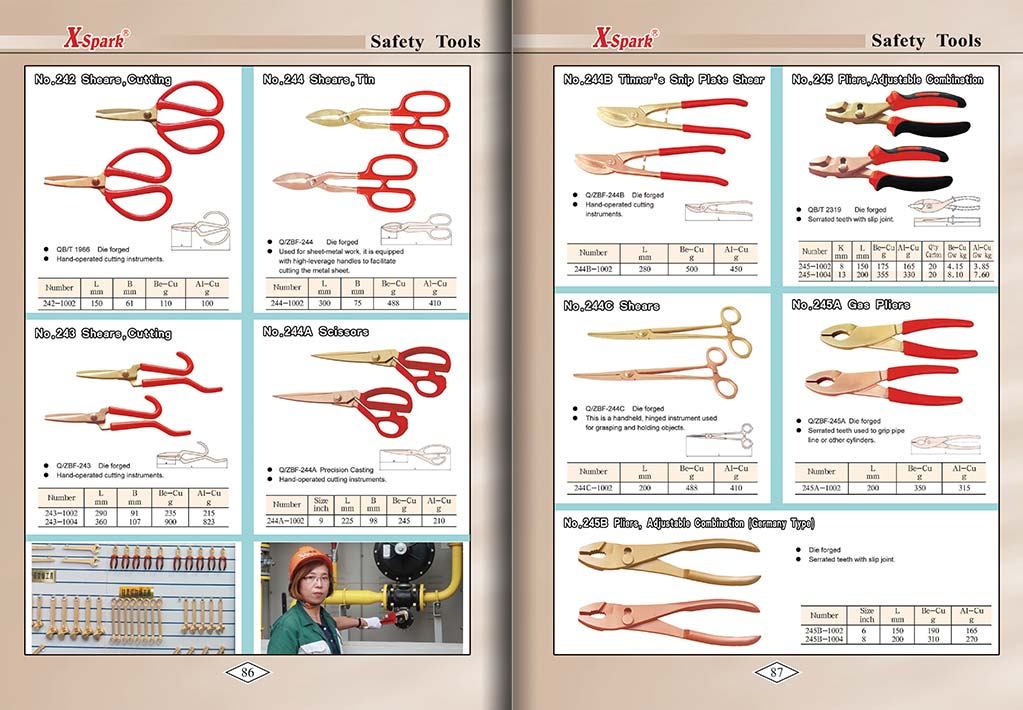 X-Spark®
Safety Tools
No.242 Shears,Cutting
QB/T 1966 Die forged
Hand-operated cutting instruments.
Number L mm B mm Be-Cu g Al-Cu g
242-1002 150 61 110 100
No.244 Shears,Tin
Q/ZBF-244 Die forged
Used for sheet-metal work, it is equipped
with high-leverage handles to facilitate
cutting the metal sheet.
Number L mm B mm Be-Cu g Al-Cu g
244-1002 300 75 488 410
No.243 Shears,Cutting
Q/ZBF-243 Die forged
Hand-operated cutting instruments.
Number L mm B mm Be-Cu g Al-Cu g
243-1002 290 91 235 215
243-1004 360 107 900 823
No.244A Scissors
Q/ZBF-244A Precision Casting
Hand-operated cutting instruments.
Number Size inch L mm B mm Be-Cu g Al-Cu g
244A-1002 9 225 98 245 210
86
X-Spark®
Safety Tools
No.244B Tinner's Snip Plate Shear
Q/ZBF-244B Die forged
Hand-operated cutting
instruments.
Number L mm Be-Cu g Al-Cu g
244B-1002 280 500 450
No.245 Pliers,Adjustable Combination
QB/T 2319 Die forged
Serrated teeth with slip joint.
Number K mm L mm Be-Cu g Al-Cu g Qty Carton Be-Cu Gw kg Al-Cu Gw kg
245-1002 8 150 175 165 20 4.15 3.85
245-1004 13 200 355 330 20 8.10 7.60
No.244C Shears
Q/ZBF-244C Die forged
This is a handheld, hinged instrument used
for grasping and holding objects.
Number L mm Be-Cu g Al-Cu g
244C-1002 200 488 410
No.245A Gas Pliers
Q/ZBF-245A Die forged
Serrated teeth used to grip pipe
line or other cylinders.
Number L mm Be-Cu g Al-Cu g
245A-1002 200 350 315
No.245B Pliers, Adjustable Combination (Germany Type)
Die forged
Serrated teeth with slip joint.
Number Size inch L mm Be-Cu g Al-Cu g
245B-1002 6 150 190 165
245B-1004 8 200 310 270
87